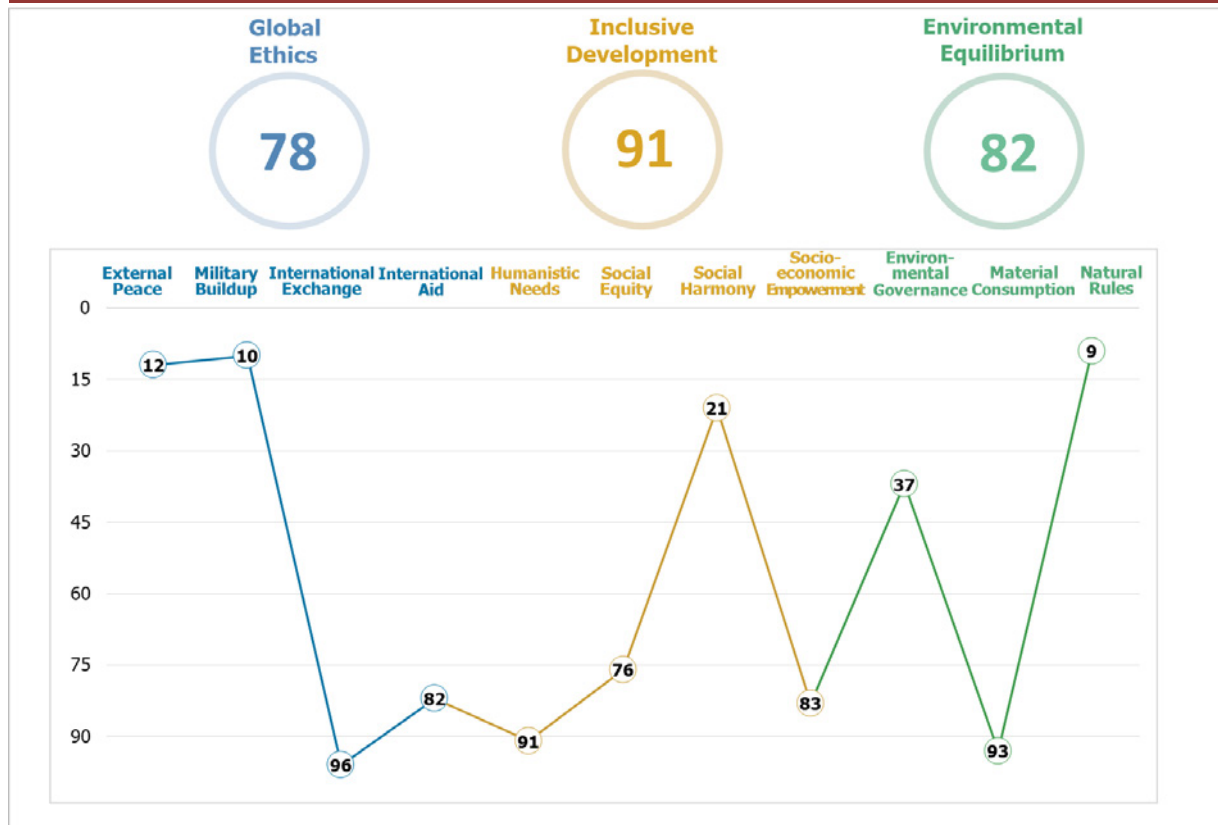 Global
Ethics
Inclusive
Development
Environmental
Equilibrium
78
91
82
External
Peace
Military
Buildup
International
Exchange
International
Aid
Humanistic
Needs
Social
Equity
Social
Harmony
Socio-
economic
Empowerment
Environ-
mental
Governance
Material
Consumption
Natural
Rules
0
15
30
45
60
75
90
12
10
96
82
91
76
21
83
37
93
9